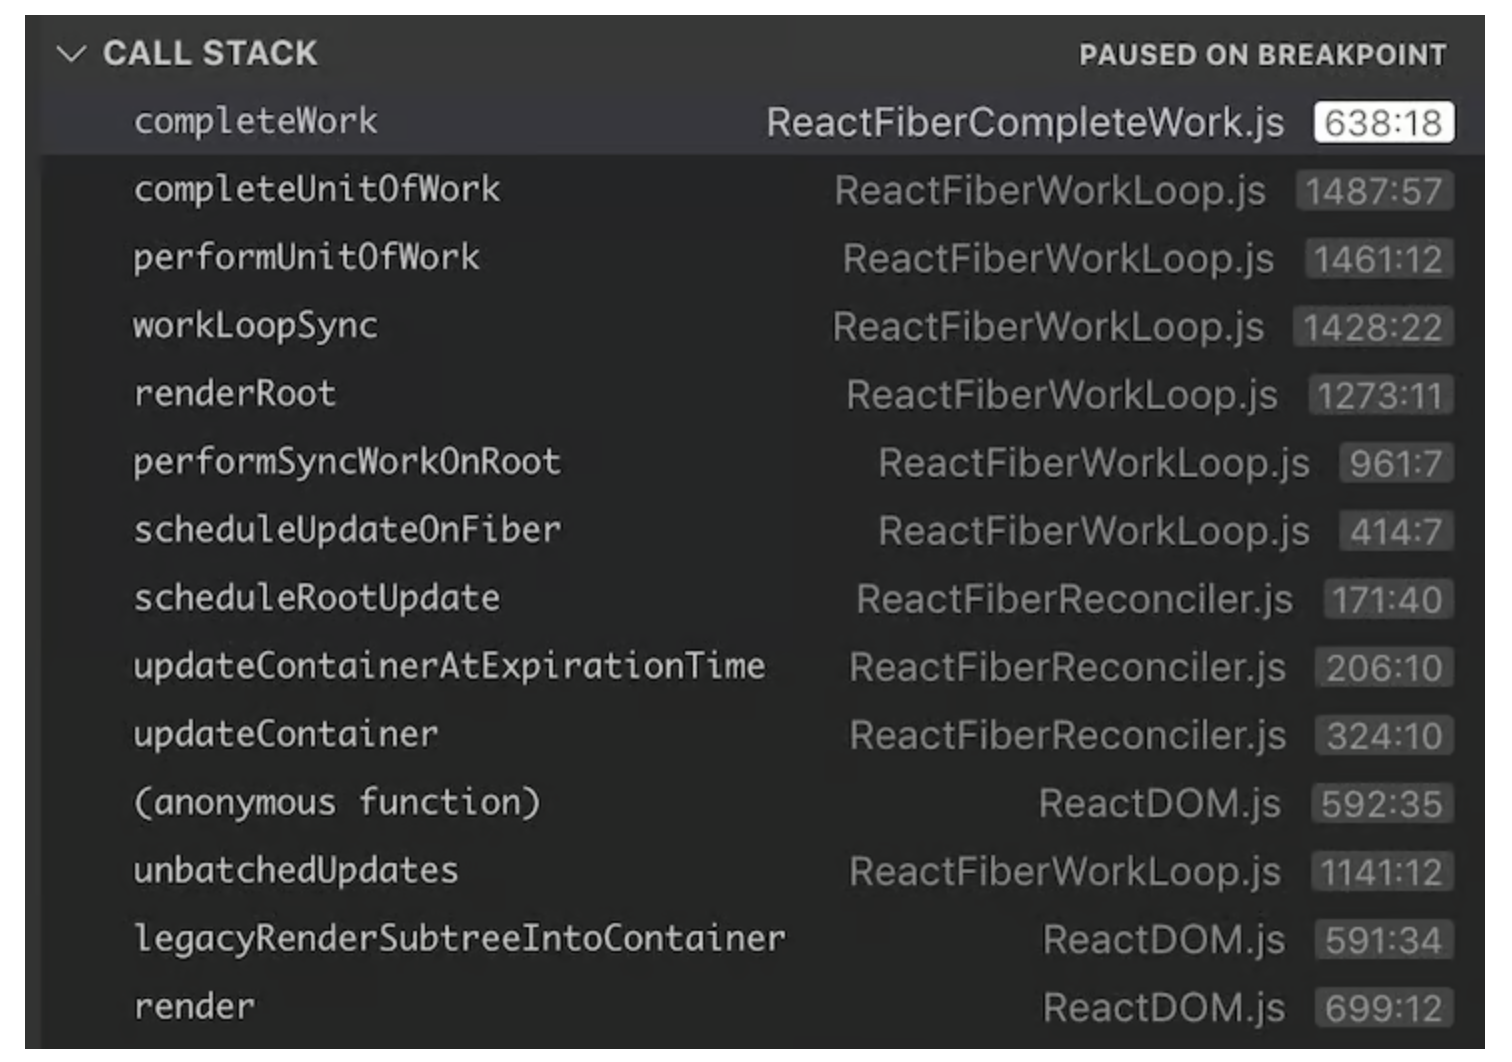 CALL STACK PAUSED ON BREAKPOINT
completeWork ReactFiberCompleteWork.js 638:18
completeUnitOfWork ReactFiberWorkLoop.js 1487:57
performUnitOfWork ReactFiberWorkLoop.js 1461:12
workLoopSync ReactFiberWorkLoop.js 1428:22
renderRoot ReactFiberWorkLoop.js 1273:11
performSyncWorkOnRoot ReactFiberWorkLoop.js 961:7
scheduleUpdateOnFiber ReactFiberWorkLoop.js 414:7
scheduleRootUpdate ReactFiberReconciler.js 171:40
updateContainerAtExpirationTime ReactFiberReconciler.js 206:10
updateContainer ReactFiberReconciler.js 324:10
(anonymous function) ReactDOM.js 592:35
unbatchedUpdates ReactFiberWorkLoop.js 1141:12
legacyRenderSubtreeIntoContainer ReactDOM.js 591:34
render ReactDOM.js 699:12